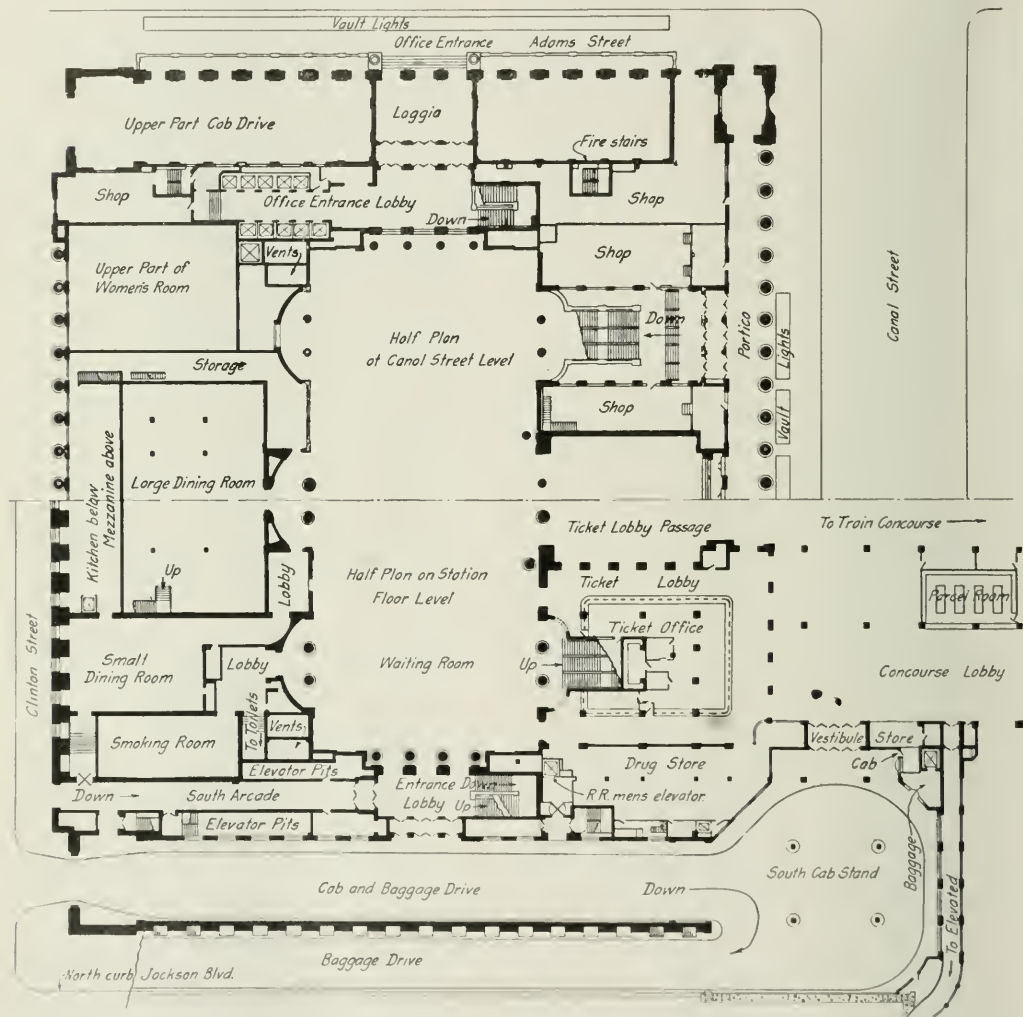 Vault Lights
Office Entrance
Adams Street
Upper Part Cab Drive
Loggia
Fire stairs
Shop
Office Entrance Lobby
Down
Shop
Vents
Shop
Upper Part of
Women's Room
Half Plan
at Canal Street Level
Down
Portico
Vault Lights
Canal Street
Storage
Shop
Kitchen below
Mezzanine above
Large Dining Room
Up
Lobby
Ticket Lobby Passage
To Train Concourse
Half Plan on Station
Floor Level
Ticket Lobby
Parcel Room
Ticket Office
Clinton Street
Small
Dining Room
Lobby
Waiting Room
Up
Concourse Lobby
To Toilets
Vents
Smoking Room
Vestibule
Store
Elevator Pits
Drug Store
Cab
Down
South Arcade
Entrance
Lobby
Down
Up
R.R. mens elevator.
Elevator Pits
Baggage
South Cab Stand
Cab and Baggage Drive
Down
To Elevated
Baggage Drive
North curb Jackson Blvd.